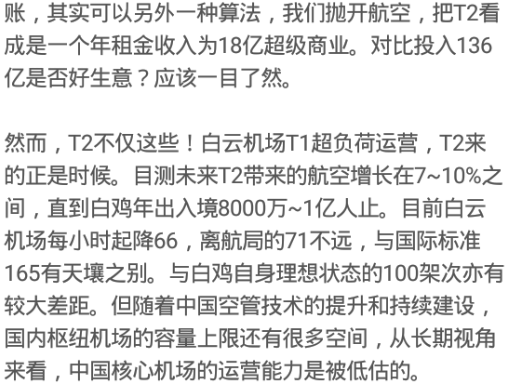 账，其实可以另外一种算法，我们抛开航空，把T2看
成是一个年租金收入为18亿超级商业。对比投入136
亿是否好生意？应该一目了然。
然而，T2不仅这些！白云机场T1超负荷运营，T2来
的正是时候。目测未来T2带来的航空增长在7~10%之
间，直到白鸡年出入境8000万~1亿人止。目前白云
机场每小时起降66，离航局的71不远，与国际标准
165有天壤之别。与白鸡自身理想状态的100架次亦有
较大差距。但随着中国空管技术的提升和持续建设，
国内枢纽机场的容量上限还有很多空间，从长期视角
来看，中国核心机场的运营能力是被低估的。